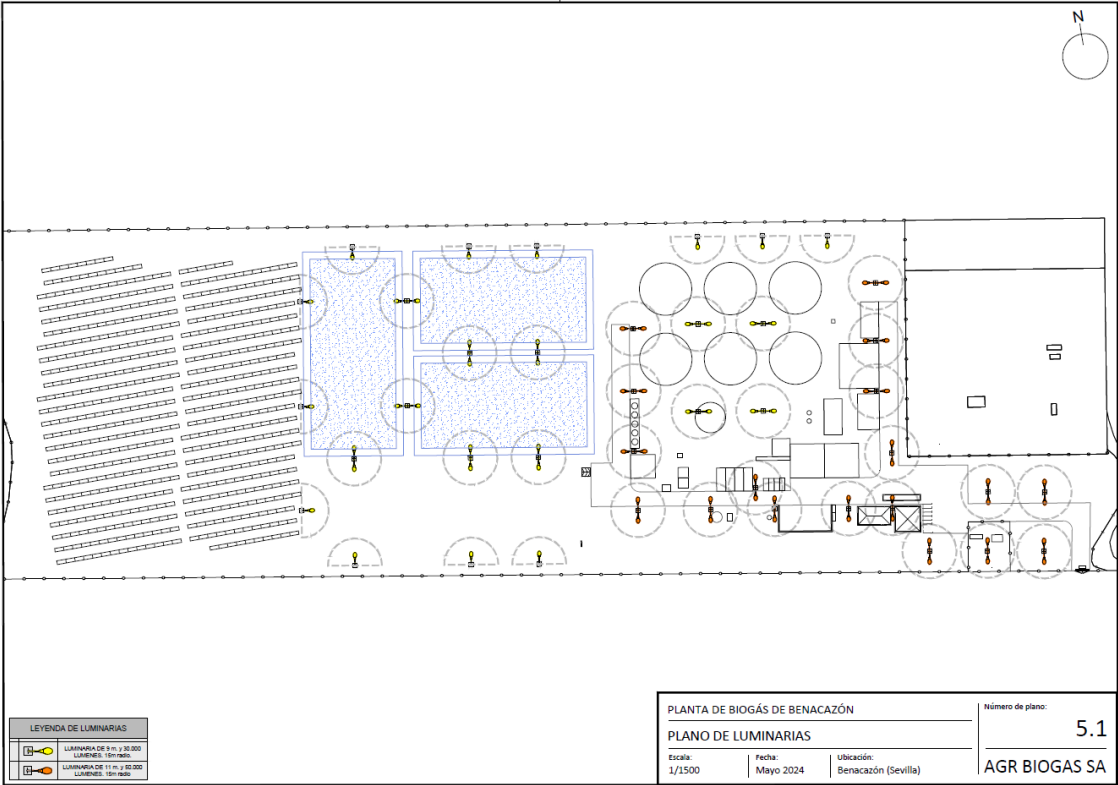 N
LEYENDA DE LUMINARIAS
LUMINARIA DE 9 m. y 30.000
LUMENES. 15m radio.
LUMINARIA DE 11 m. y 50.000
LUMENES. 15m radio
PLANTA DE BIOGÁS DE BENACAZÓN
PLANO DE LUMINARIAS
Escala:
1/1500
Fecha:
Mayo 2024
Ubicación:
Benacazón (Sevilla)
Número de plano:
5.1
AGR BIOGAS SA